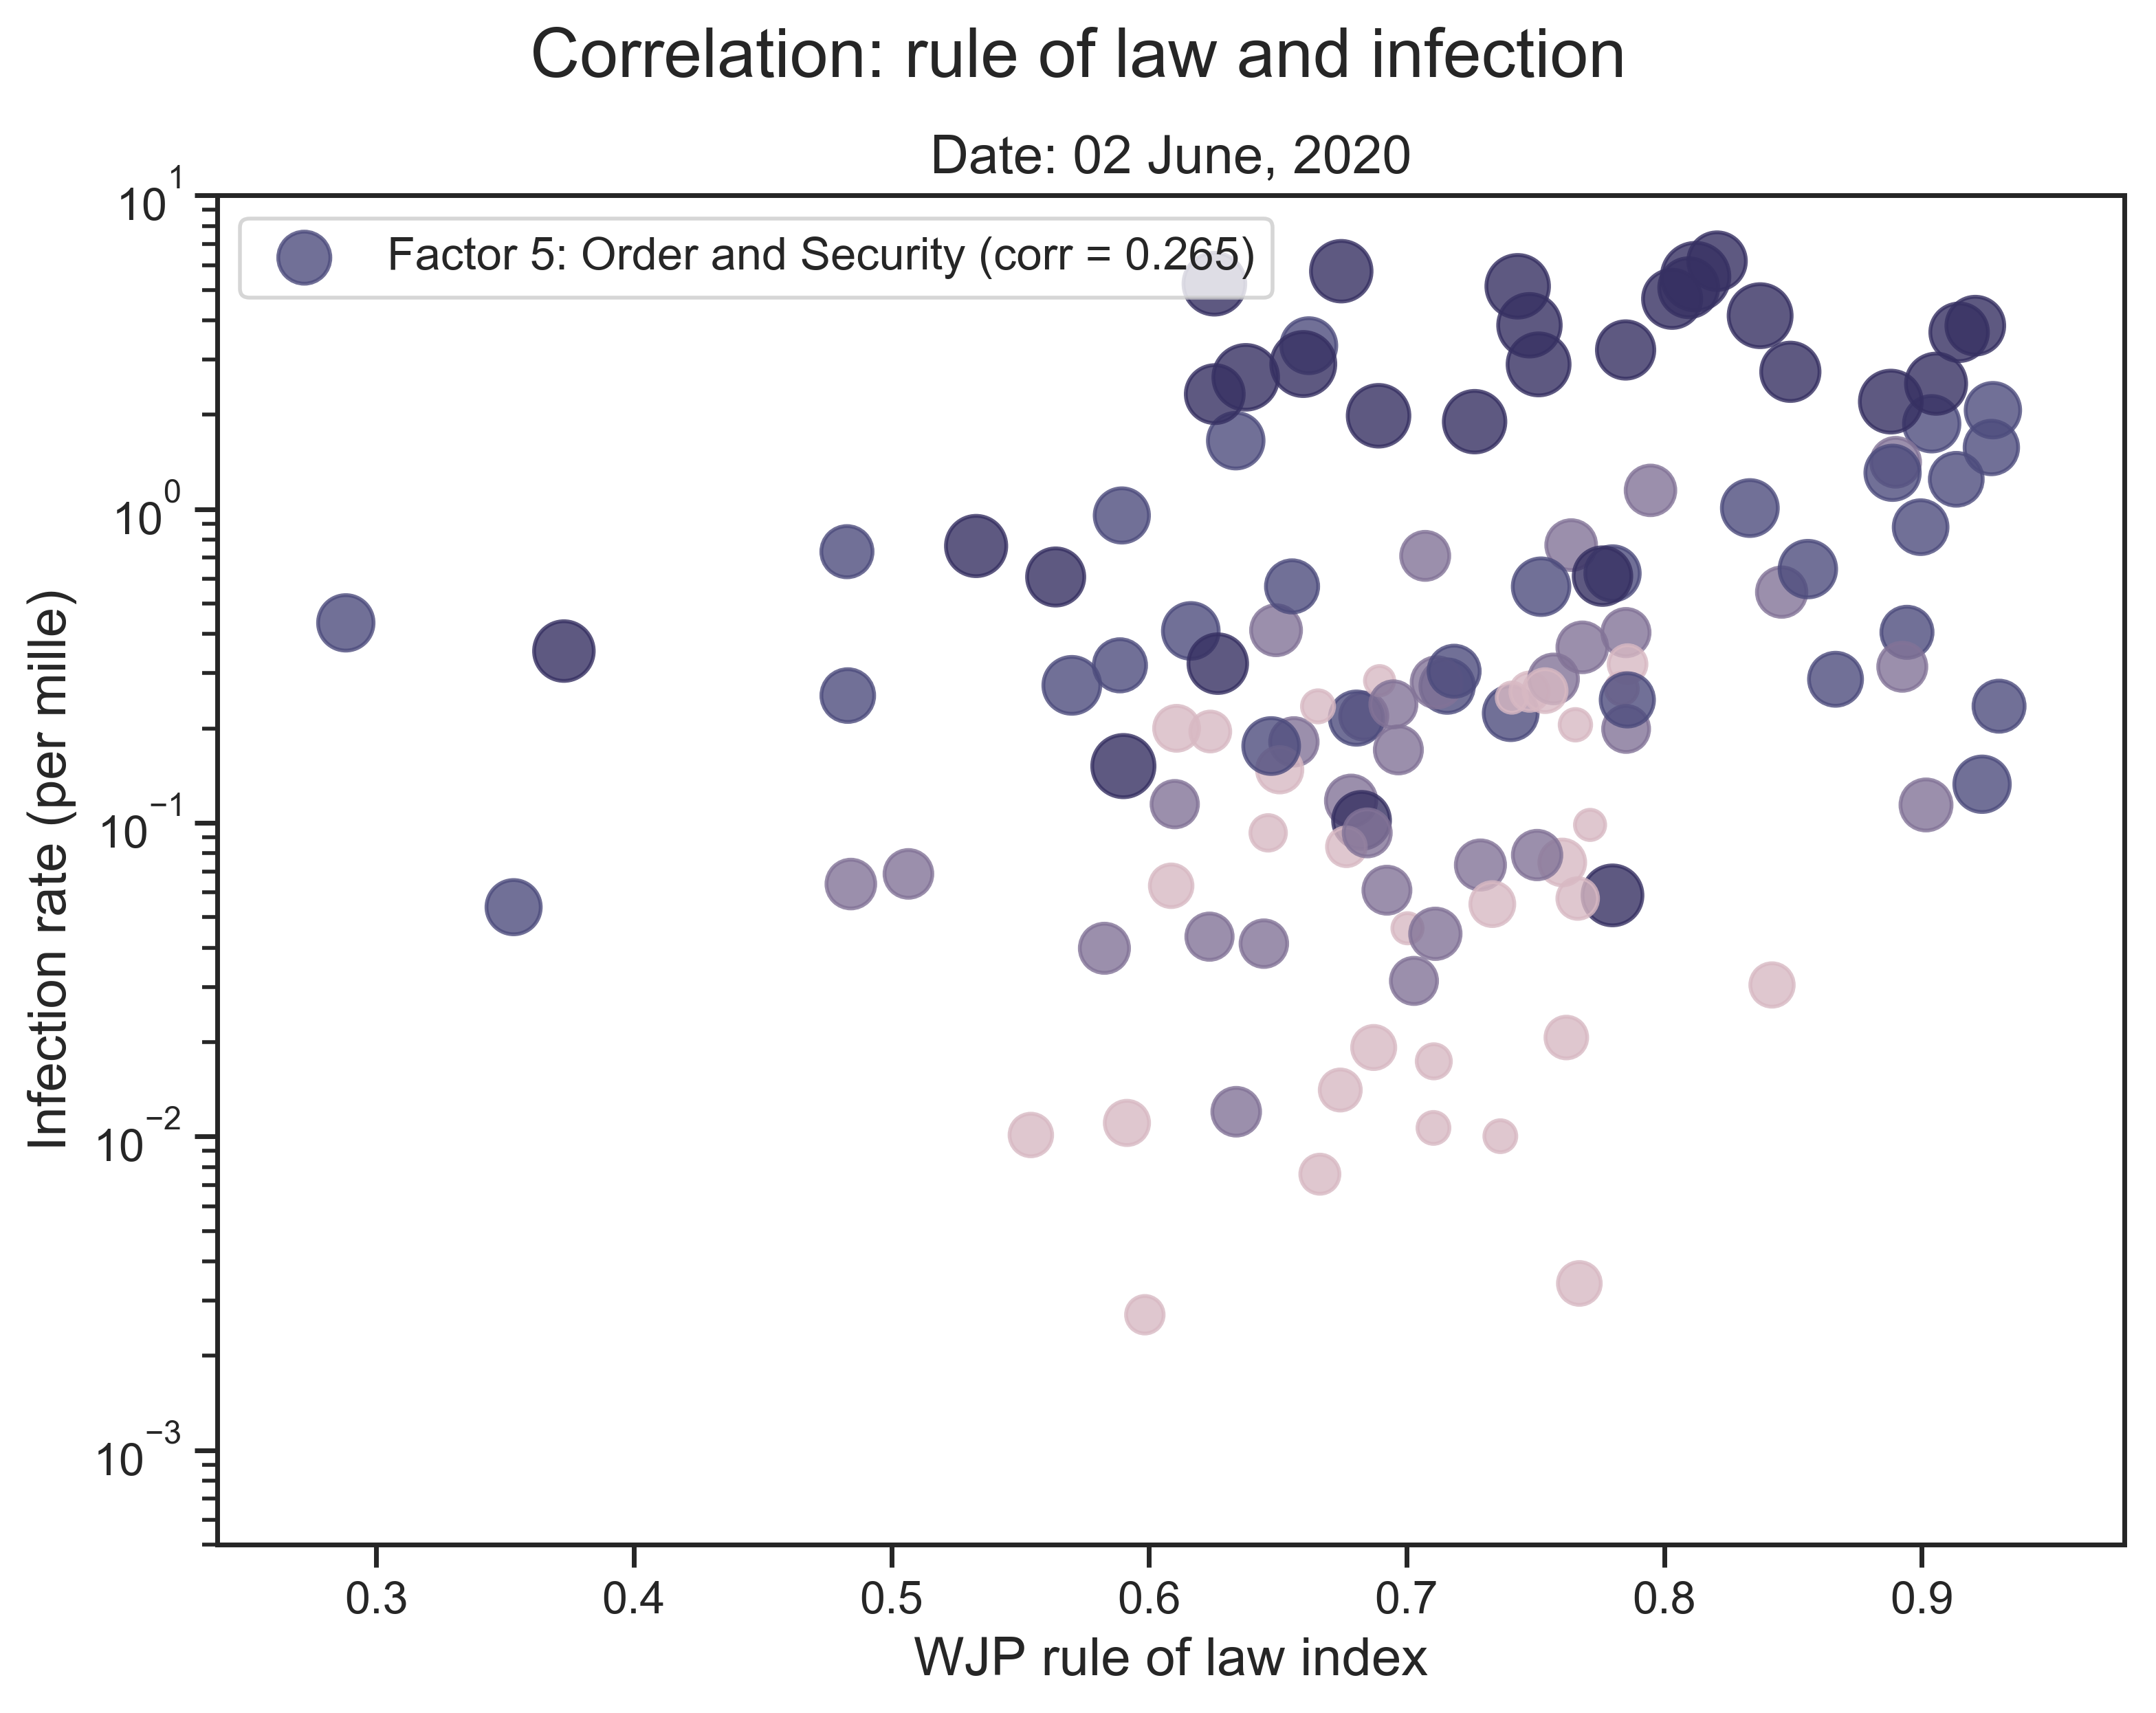 Correlation: rule of law and infection
Date: 02 June, 2020
Factor 5: Order and Security (corr = 0.265)
Infection rate (per mille)
10^1
10^0
10^−1
10^−2
10^−3
0.3 0.4 0.5 0.6 0.7 0.8 0.9
WJP rule of law index